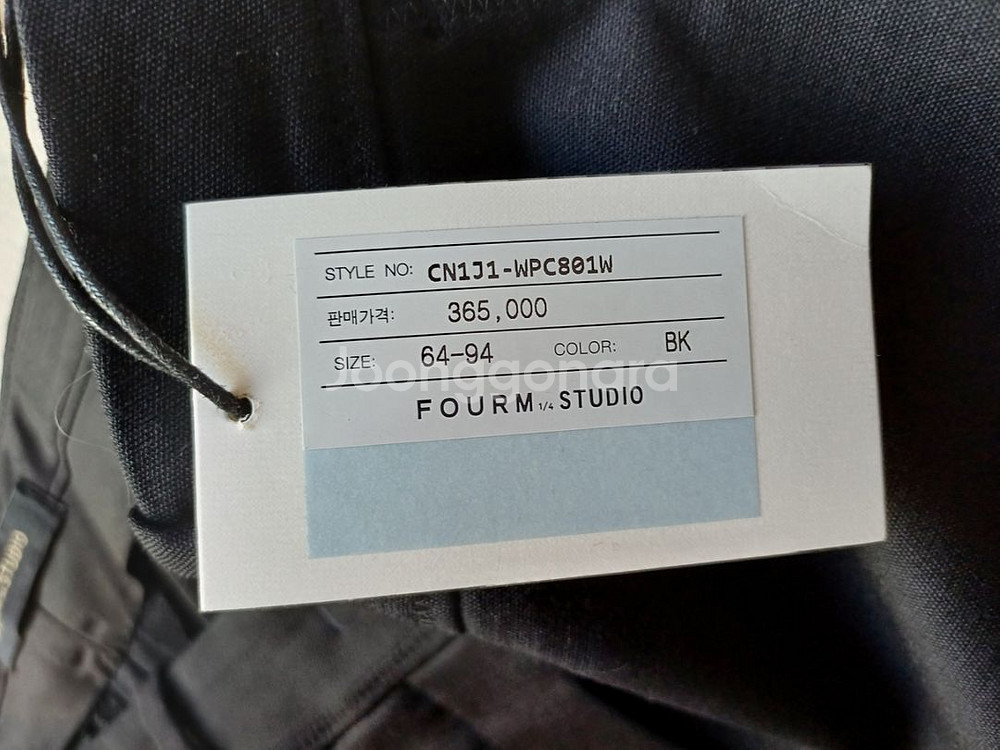 STYLE NO: CN1J1-WPC801W
판매가격: 365,000
SIZE: 64-94 COLOR: BK
Joonggonara
FOURM 1/4 STUDIO